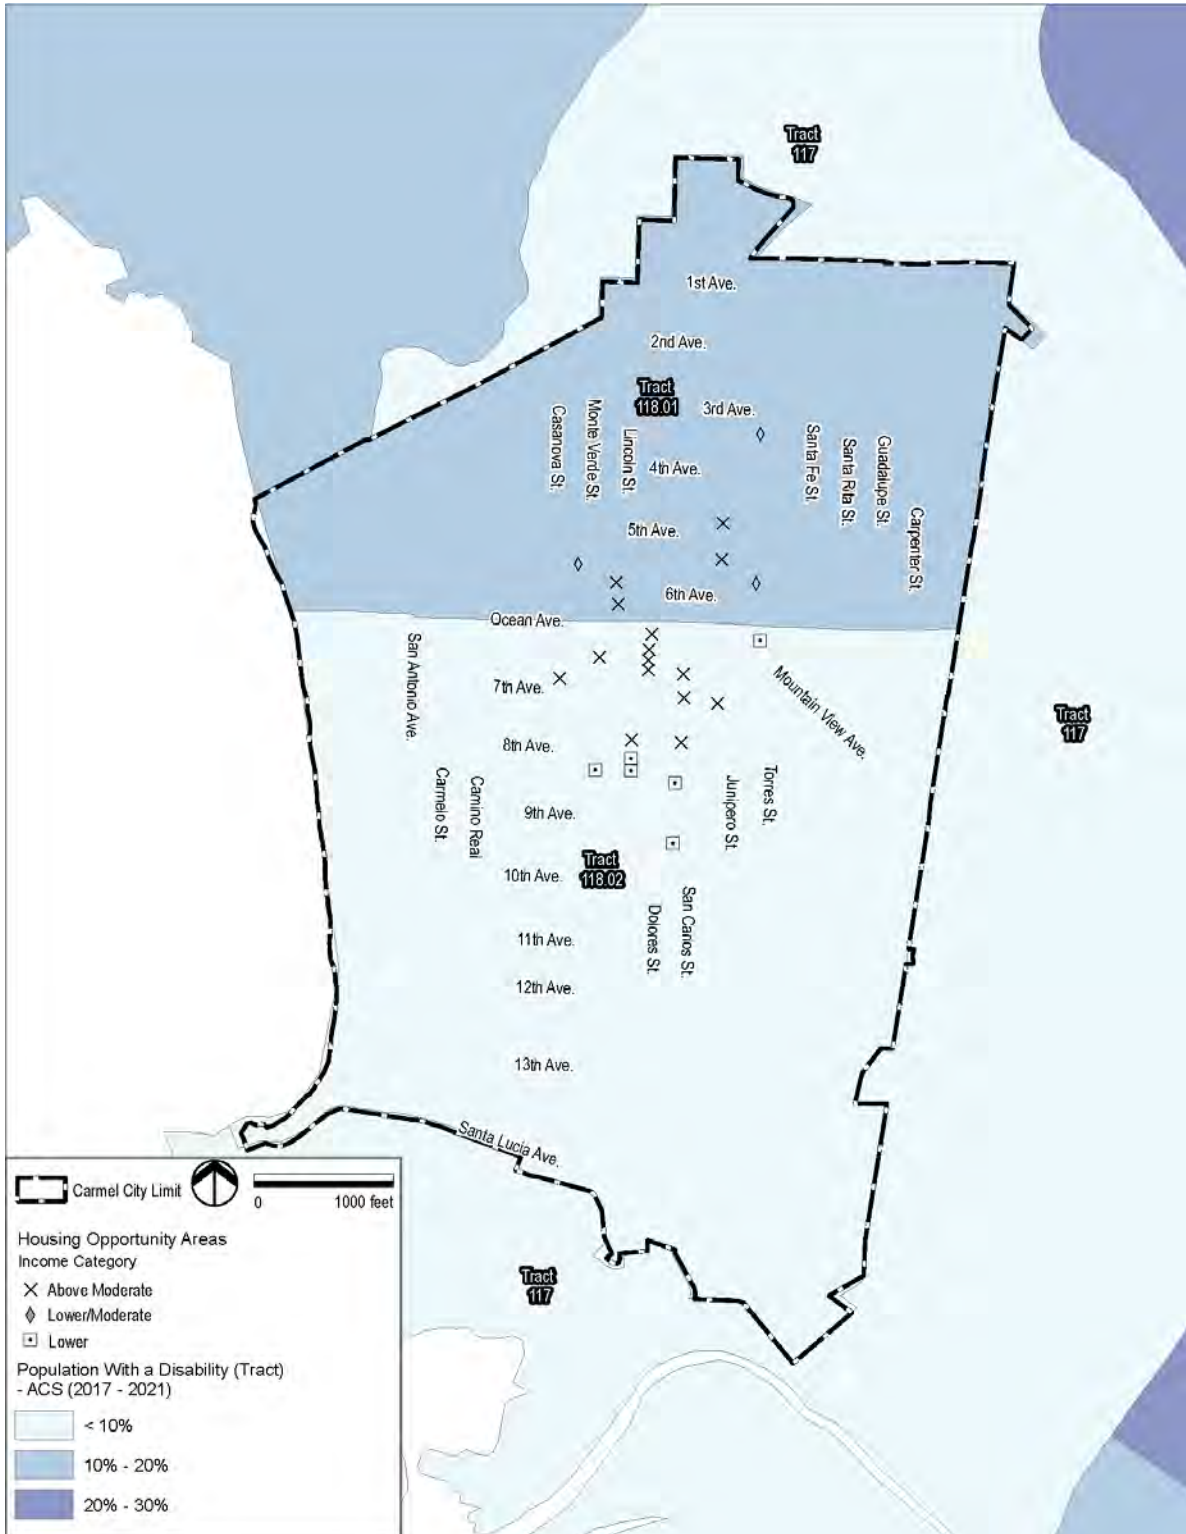 Tract
117
1st Ave.
2nd Ave.
Tract
118.01
3rd Ave.
Casanova St.
Monte Verde St.
Lincoln St.
4th Ave.
Santa Fe St.
Santa Rita St.
Guadalupe St.
Carpenter St.
5th Ave.
6th Ave.
Ocean Ave.
San Antonio Ave.
7th Ave.
Mountain View Ave.
Tract
117
8th Ave.
Carmelo St.
Camino Real
9th Ave.
Junipero St.
Torres St.
Tract
118.02
10th Ave.
Dolores St.
San Carlos St.
11th Ave.
12th Ave.
13th Ave.
Santa Lucia Ave.
Tract
117
Carmel City Limit
0 1000 feet
Housing Opportunity Areas
Income Category
Above Moderate
Lower/Moderate
Lower
Population With a Disability (Tract)
- ACS (2017 - 2021)
< 10%
10% - 20%
20% - 30%